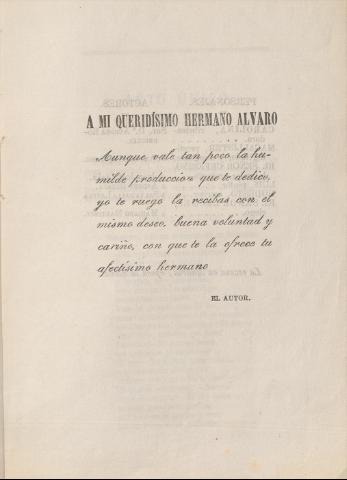 A MI QUERIDÍSIMO HERMANO ALVARO
Aunque vale tan poco la hu-
milde produccion que te dedico,
yo te ruego la recibas con el
mismo deseo, buena voluntad y
cariño, con que te la ofrece tu
afectísimo hermano
EL AUTOR.